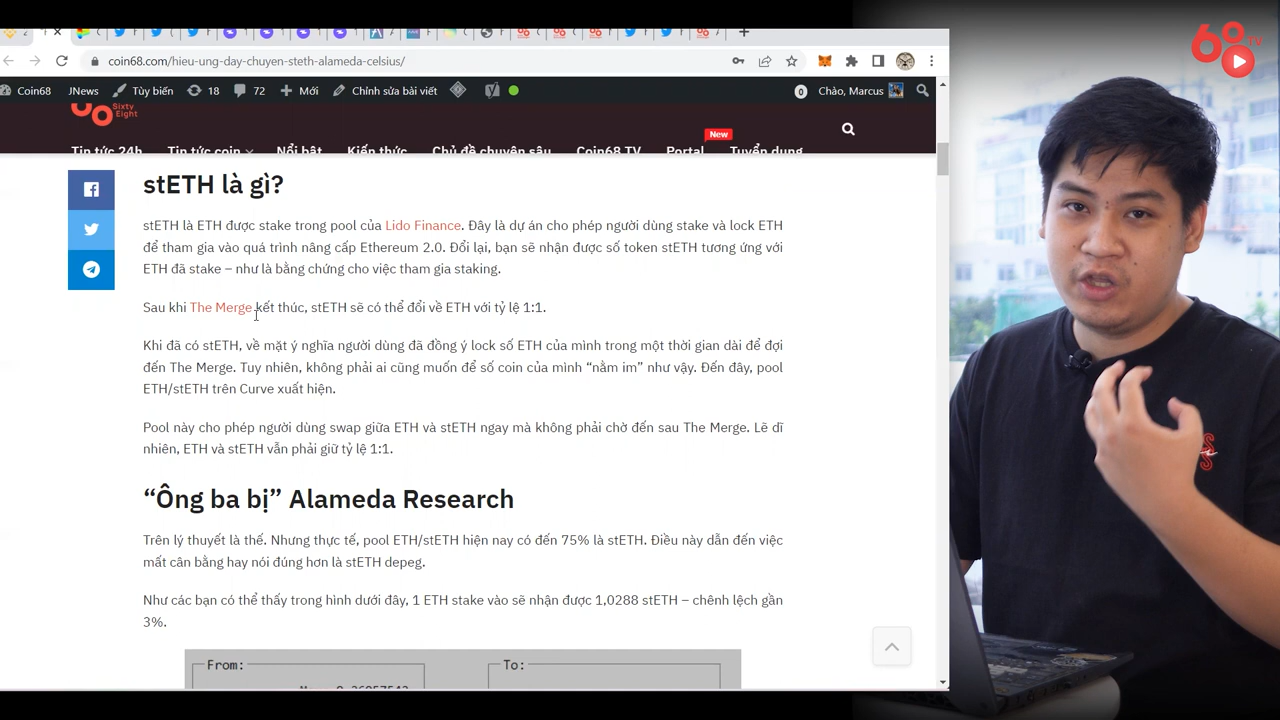 68
TV
coin68.com/hieu-ung-day-chuyen-steth-alameda-celsius/
Coin68 JNews Tùy biến 18 72 Mới Chỉnh sửa bài viết 0 Chào, Marcus
Sixty
Eight
New
Tin tức 24h Tin tức coin Nổi bật Kiến thức Chủ đề chuyên sâu Coin68 TV Portal Tuyển dụng
stETH là gì?
stETH là ETH được stake trong pool của Lido Finance. Đây là dự án cho phép người dùng stake và lock ETH
để tham gia vào quá trình nâng cấp Ethereum 2.0. Đổi lại, bạn sẽ nhận được số token stETH tương ứng với
ETH đã stake – như là bằng chứng cho việc tham gia staking.
Sau khi The Merge kết thúc, stETH sẽ có thể đổi về ETH với tỷ lệ 1:1.
Khi đã có stETH, về mặt ý nghĩa người dùng đã đồng ý lock số ETH của mình trong một thời gian dài để đợi
đến The Merge. Tuy nhiên, không phải ai cũng muốn để số coin của mình “nằm im” như vậy. Đến đây, pool
ETH/stETH trên Curve xuất hiện.
Pool này cho phép người dùng swap giữa ETH và stETH ngay mà không phải chờ đến sau The Merge. Lẽ dĩ
nhiên, ETH và stETH vẫn phải giữ tỷ lệ 1:1.
“Ông ba bị” Alameda Research
Trên lý thuyết là thế. Nhưng thực tế, pool ETH/stETH hiện nay có đến 75% là stETH. Điều này dẫn đến việc
mất cân bằng hay nói đúng hơn là stETH depeg.
Như các bạn có thể thấy trong hình dưới đây, 1 ETH stake vào sẽ nhận được 1,0288 stETH – chênh lệch gần
3%.
From: To: